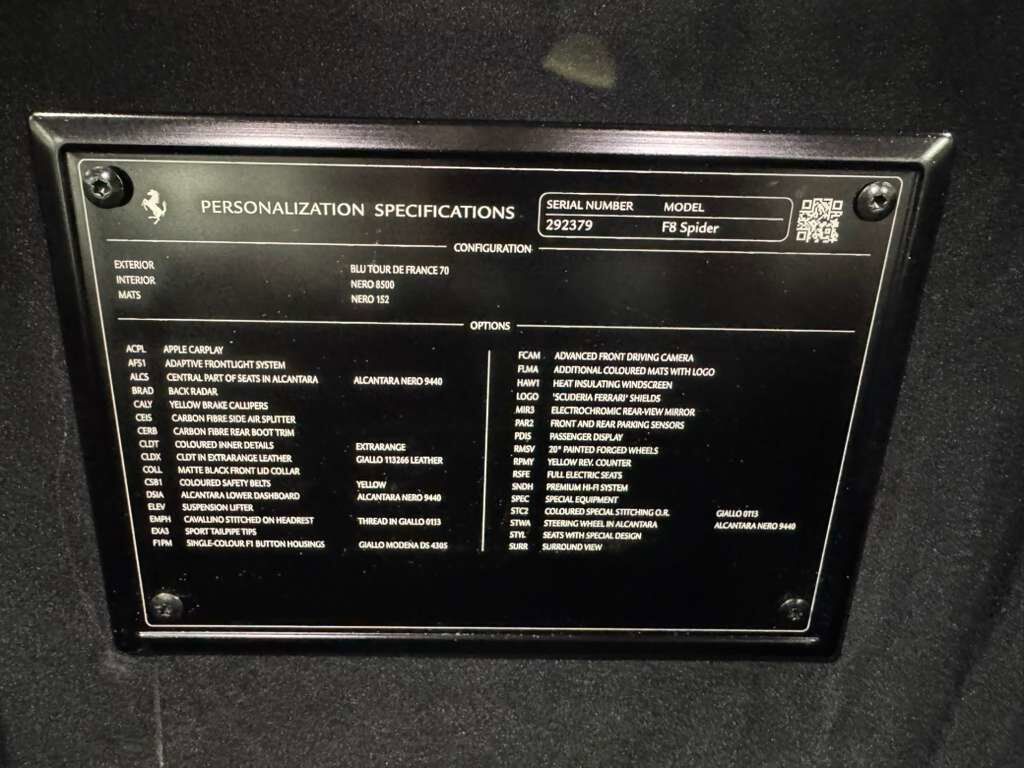 PERSONALIZATION SPECIFICATIONS
SERIAL NUMBER MODEL
292379 F8 Spider
CONFIGURATION
EXTERIOR BLU TOUR DE FRANCE 70
INTERIOR NERO 8500
MATS NERO 152
OPTIONS
ACPL APPLE CARPLAY
AFS1 ADAPTIVE FRONTLIGHT SYSTEM
ALCS CENTRAL PART OF SEATS IN ALCANTARA ALCANTARA NERO 9440
BRAD BACK RADAR
CALY YELLOW BRAKE CALLIPERS
CEIS CARBON FIBRE SIDE AIR SPLITTER
CERB CARBON FIBRE REAR BOOT TRIM
CLDT COLOURED INNER DETAILS EXTRARANGE
CLDX CLDT IN EXTRARANGE LEATHER GIALLO 113266 LEATHER
COLL MATTE BLACK FRONT LID COLLAR
CSB1 COLOURED SAFETY BELTS YELLOW
DSIA ALCANTARA LOWER DASHBOARD ALCANTARA NERO 9440
ELEV SUSPENSION LIFTER
EMPH CAVALLINO STITCHED ON HEADREST THREAD IN GIALLO 0113
EXA3 SPORT TAILPIPE TIPS
F1PM SINGLE-COLOUR F1 BUTTON HOUSINGS GIALLO MODENA DS 4305
FCAM ADVANCED FRONT DRIVING CAMERA
FLMA ADDITIONAL COLOURED MATS WITH LOGO
HAW1 HEAT INSULATING WINDSCREEN
LOGO 'SCUDERIA FERRARI' SHIELDS
MIR3 ELECTROCHROMIC REAR-VIEW MIRROR
PAR2 FRONT AND REAR PARKING SENSORS
PDIS PASSENGER DISPLAY
RMSV 20" PAINTED FORGED WHEELS
RPMY YELLOW REV. COUNTER
RSFE FULL ELECTRIC SEATS
SNDH PREMIUM HI-FI SYSTEM
SPEC SPECIAL EQUIPMENT
STC2 COLOURED SPECIAL STITCHING O.R. GIALLO 0113
STWA STEERING WHEEL IN ALCANTARA ALCANTARA NERO 9440
STYL SEATS WITH SPECIAL DESIGN
SURR SURROUND VIEW